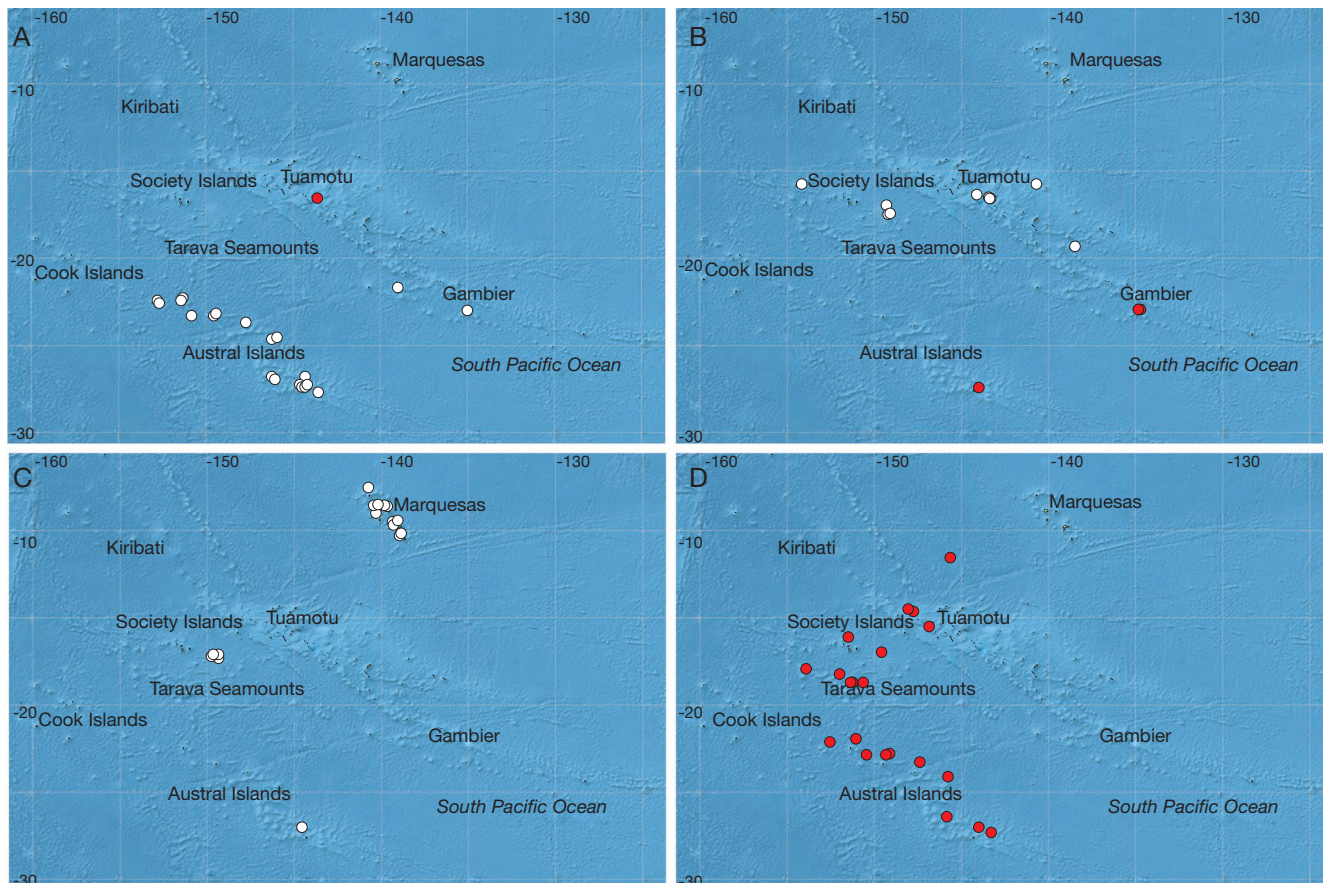 A
-160
-150
-140
-130
Marquesas
-10
Kiribati
Society Islands
Tuamotu
Tarava Seamounts
-20
Cook Islands
Gambier
Austral Islands
South Pacific Ocean
-30
B
-160
-150
-140
-130
Marquesas
-10
Kiribati
Society Islands
Tuamotu
Tarava Seamounts
-20
Cook Islands
Gambier
Austral Islands
South Pacific Ocean
-30
C
-160
-150
-140
-130
Marquesas
-10
Kiribati
Society Islands
Tuamotu
Tarava Seamounts
-20
Cook Islands
Gambier
Austral Islands
South Pacific Ocean
-30
D
-160
-150
-140
-130
Marquesas
-10
Kiribati
Society Islands
Tuamotu
Tarava Seamounts
-20
Cook Islands
Gambier
Austral Islands
South Pacific Ocean
-30